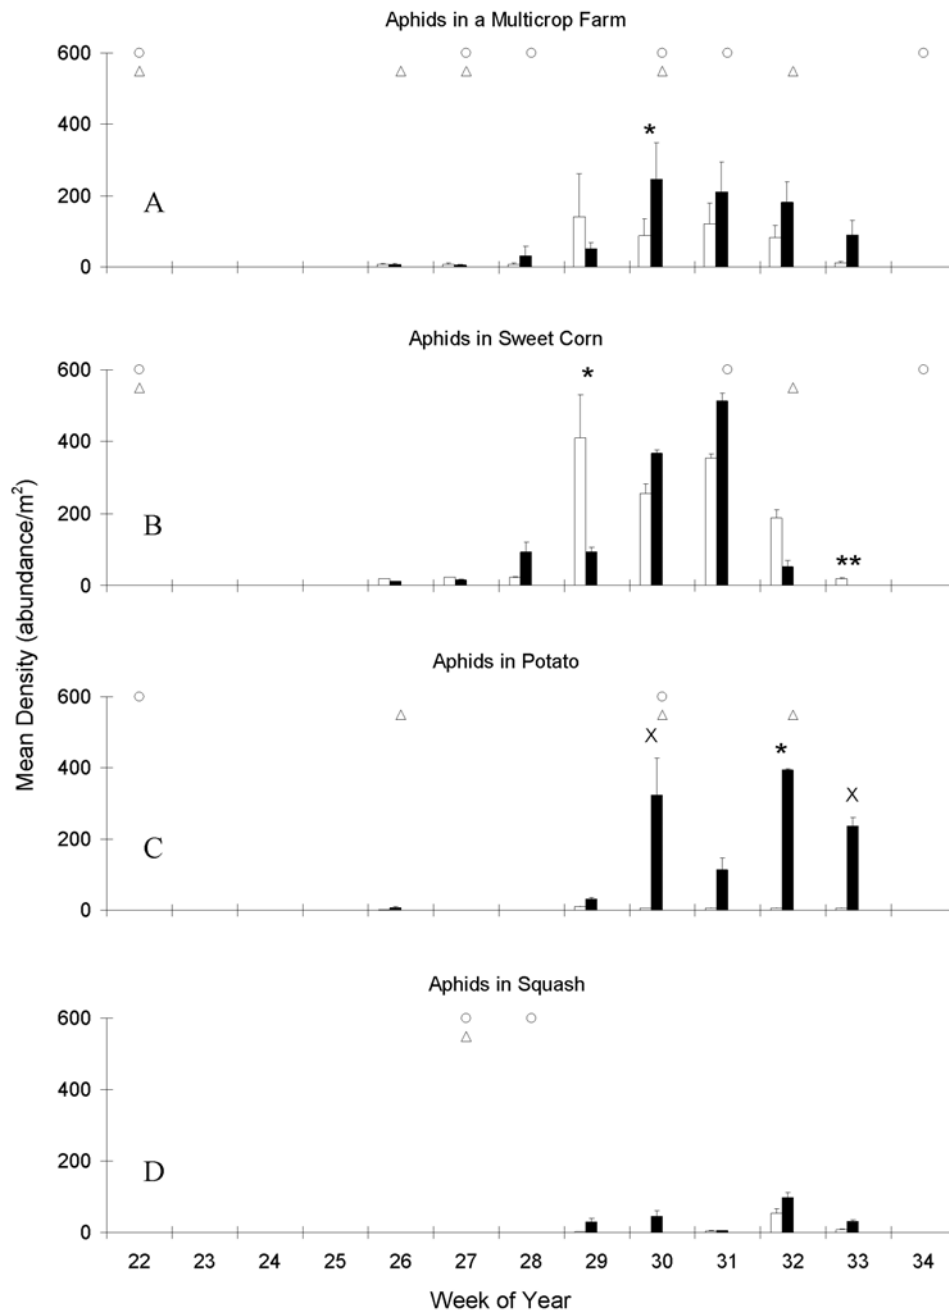 Aphids in a Multicrop Farm
600
400
*
200
A
0
Aphids in Sweet Corn
600
*
400
200
B
**
0
Aphids in Potato
600
X
*
400
X
200
C
0
Aphids in Squash
600
400
200
D
0
22 23 24 25 26 27 28 29 30 31 32 33 34
Week of Year
Mean Density (abundance/m²)